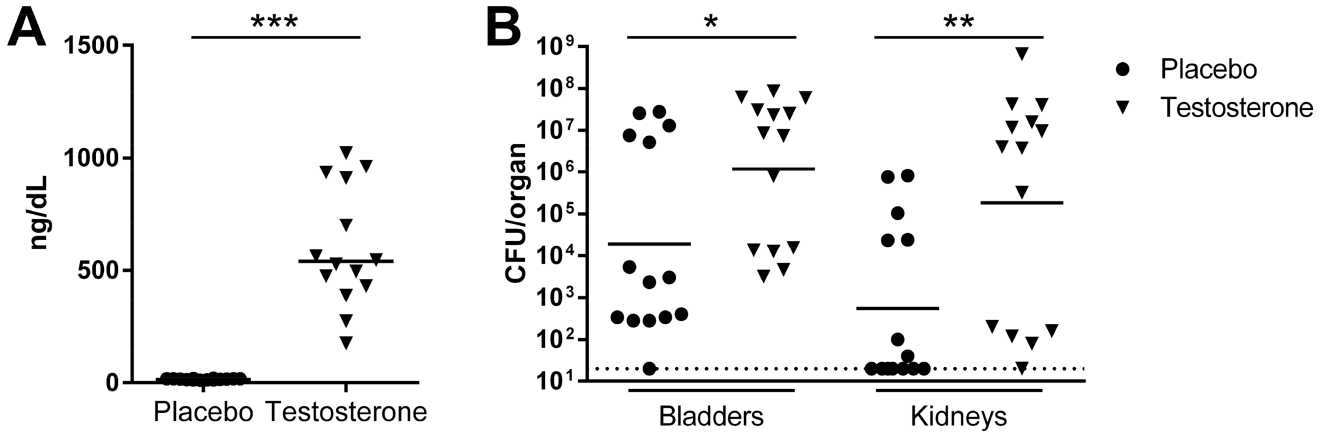 A
***
1500
1000
500
0
ng/dL
Placebo Testosterone
B
* **
10⁹
10⁸
10⁷
10⁶
10⁵
10⁴
10³
10²
10¹
CFU/organ
Bladders Kidneys
Placebo
Testosterone